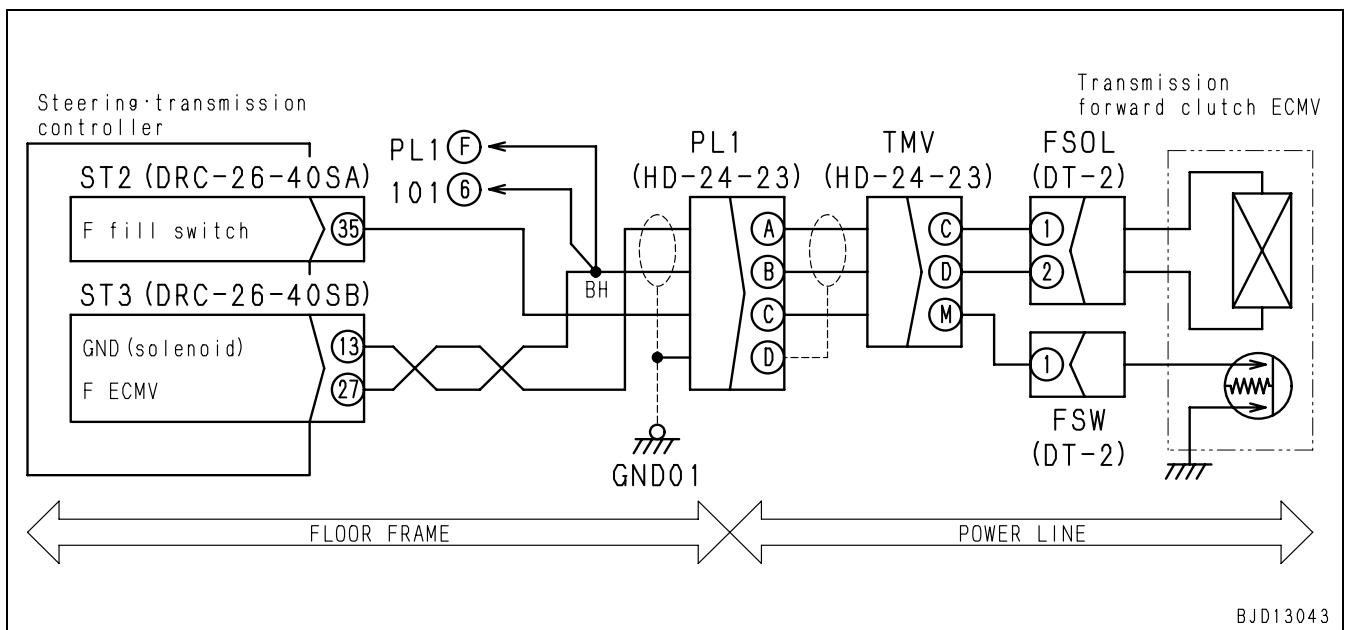 Steering·transmission
controller
ST2 (DRC-26-40SA)
F fill switch
35
ST3 (DRC-26-40SB)
GND (solenoid)
13
F ECMV
27
PL1 F
101 6
BH
GND01
PL1
(HD-24-23)
A
B
C
D
TMV
(HD-24-23)
C
D
M
FSOL
(DT-2)
1
2
1
FSW
(DT-2)
Transmission
forward clutch ECMV
FLOOR FRAME
POWER LINE
BJD13043